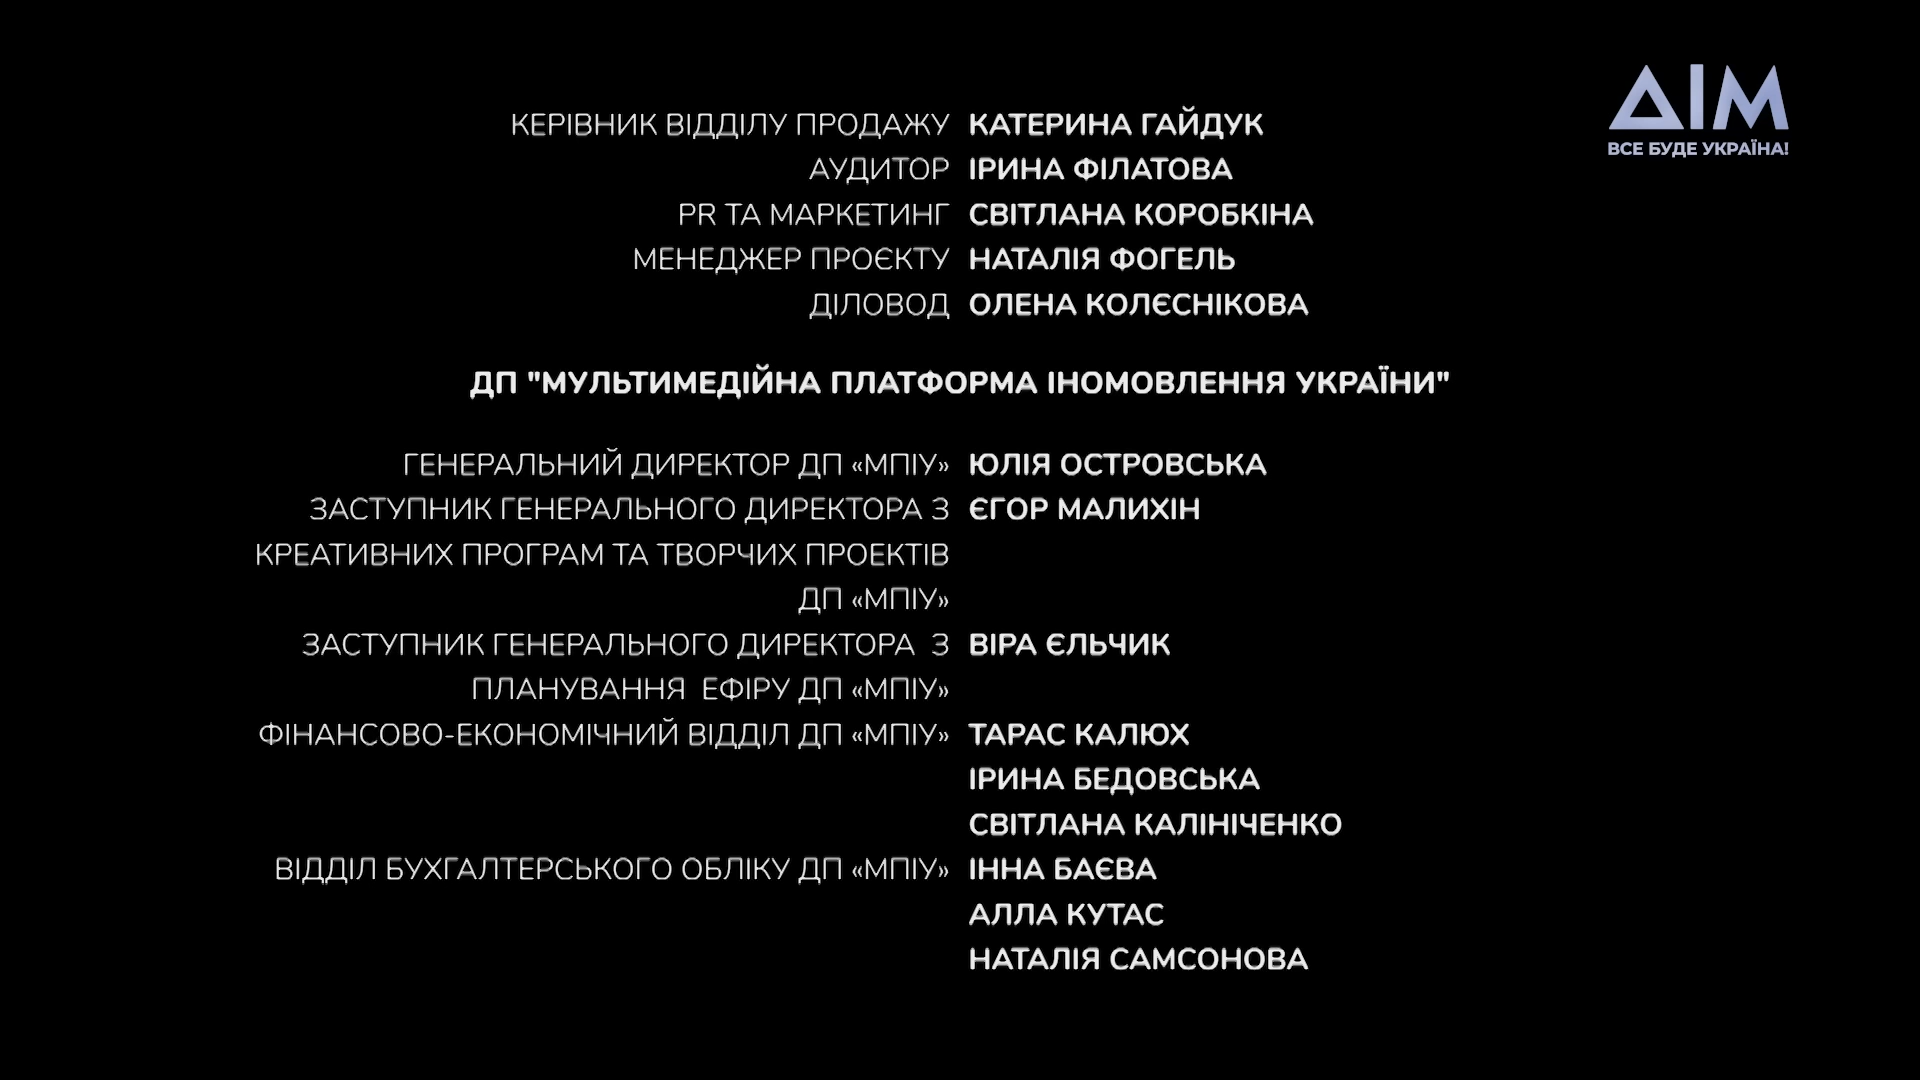 ДІМ
ВСЕ БУДЕ УКРАЇНА!
КЕРІВНИК ВІДДІЛУ ПРОДАЖУ КАТЕРИНА ГАЙДУК
АУДИТОР ІРИНА ФІЛАТОВА
PR ТА МАРКЕТИНГ СВІТЛАНА КОРОБКІНА
МЕНЕДЖЕР ПРОЄКТУ НАТАЛІЯ ФОГЕЛЬ
ДІЛОВОД ОЛЕНА КОЛЄСНІКОВА
ДП "МУЛЬТИМЕДІЙНА ПЛАТФОРМА ІНОМОВЛЕННЯ УКРАЇНИ"
ГЕНЕРАЛЬНИЙ ДИРЕКТОР ДП «МПІУ» ЮЛІЯ ОСТРОВСЬКА
ЗАСТУПНИК ГЕНЕРАЛЬНОГО ДИРЕКТОРА З ЄГОР МАЛИХІН
КРЕАТИВНИХ ПРОГРАМ ТА ТВОРЧИХ ПРОЕКТІВ
ДП «МПІУ»
ЗАСТУПНИК ГЕНЕРАЛЬНОГО ДИРЕКТОРА З ВІРА ЄЛЬЧИК
ПЛАНУВАННЯ ЕФІРУ ДП «МПІУ»
ФІНАНСОВО-ЕКОНОМІЧНИЙ ВІДДІЛ ДП «МПІУ» ТАРАС КАЛЮХ
ІРИНА БЕДОВСЬКА
СВІТЛАНА КАЛІНІЧЕНКО
ВІДДІЛ БУХГАЛТЕРСЬКОГО ОБЛІКУ ДП «МПІУ» ІННА БАЄВА
АЛЛА КУТАС
НАТАЛІЯ САМСОНОВА